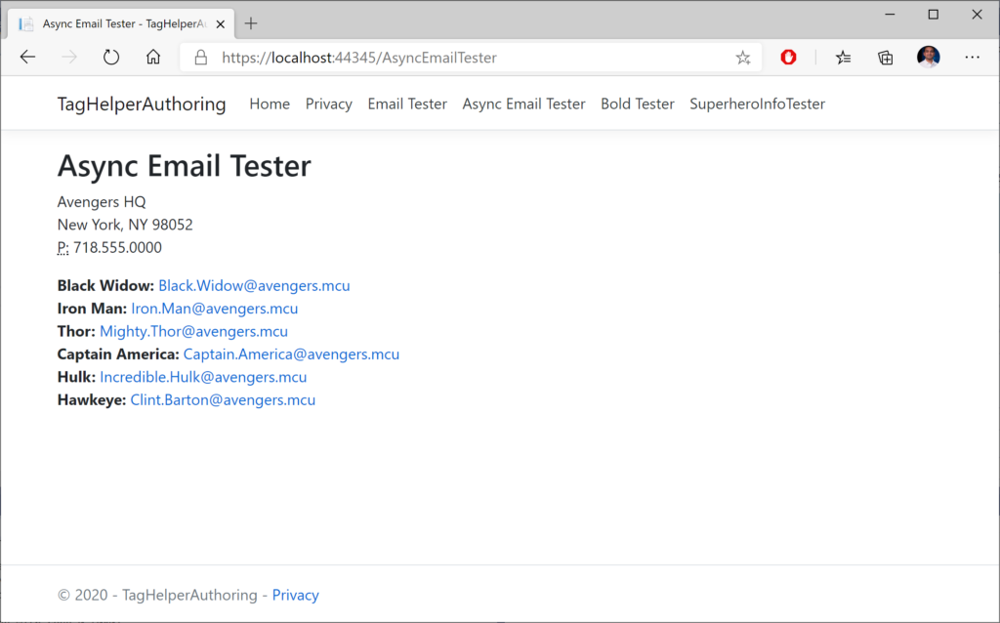 Async Email Tester - TagHelperAu
https://localhost:44345/AsyncEmailTester
TagHelperAuthoring Home Privacy Email Tester Async Email Tester Bold Tester SuperheroInfoTester
Async Email Tester
Avengers HQ
New York, NY 98052
P: 718.555.0000
Black Widow: Black.Widow@avengers.mcu
Iron Man: Iron.Man@avengers.mcu
Thor: Mighty.Thor@avengers.mcu
Captain America: Captain.America@avengers.mcu
Hulk: Incredible.Hulk@avengers.mcu
Hawkeye: Clint.Barton@avengers.mcu
© 2020 - TagHelperAuthoring - Privacy